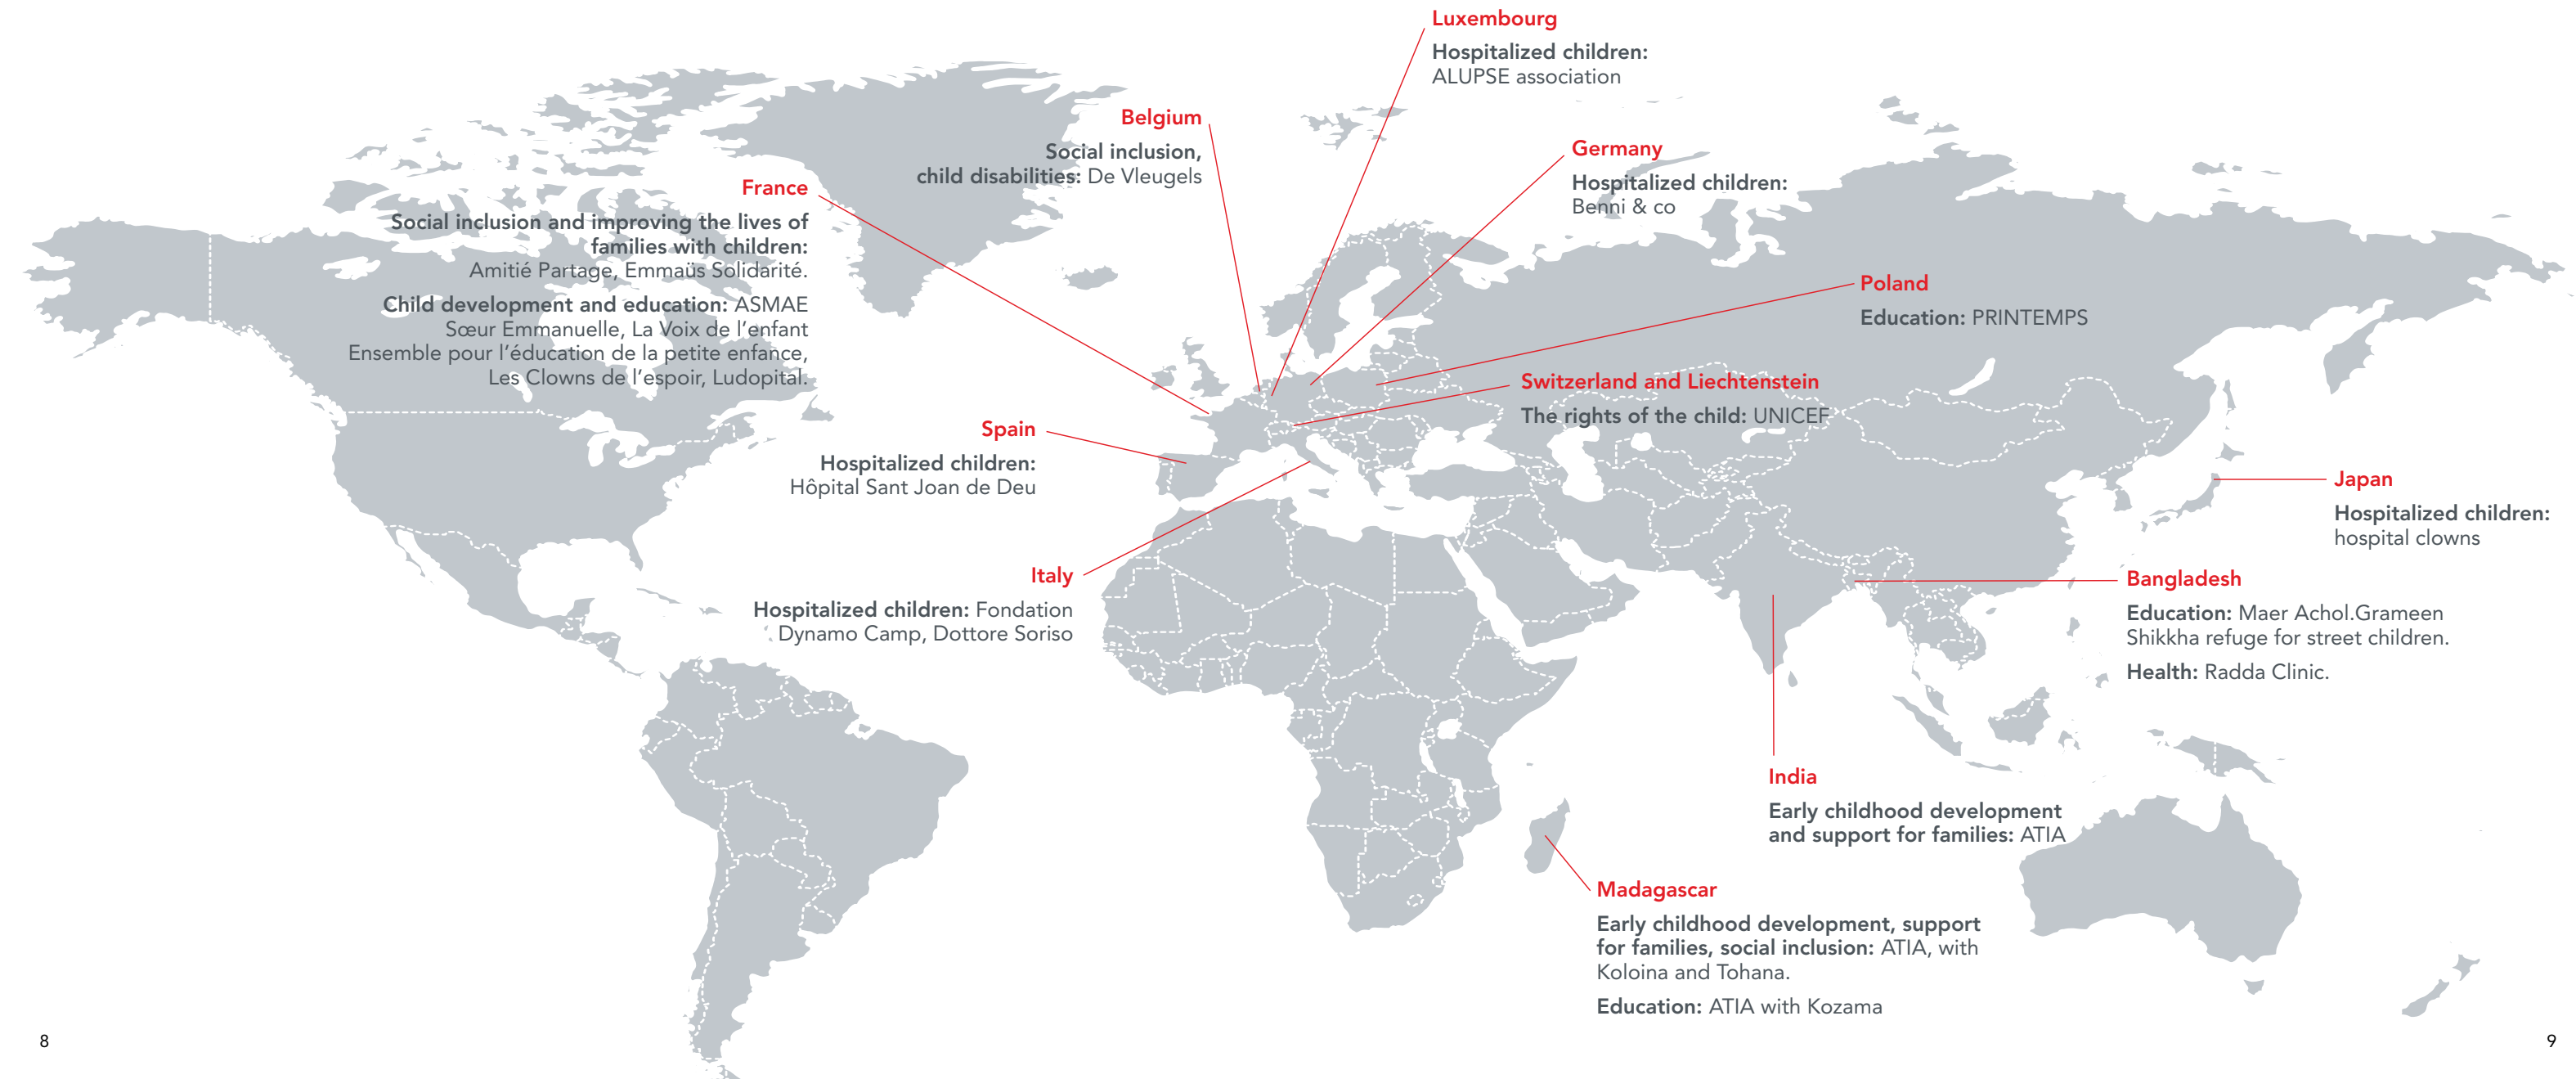 Luxembourg
Hospitalized children:
ALUPSE association
Belgium
Social inclusion,
child disabilities: De Vleugels
Germany
Hospitalized children:
Benni & co
France
Social inclusion and improving the lives of
families with children:
Amitié Partage, Emmaüs Solidarité.
Child development and education: ASMAE
Sœur Emmanuelle, La Voix de l’enfant
Ensemble pour l’éducation de la petite enfance,
Les Clowns de l’espoir, Ludopital.
Poland
Education: PRINTEMPS
Switzerland and Liechtenstein
The rights of the child: UNICEF
Spain
Hospitalized children:
Hôpital Sant Joan de Deu
Japan
Hospitalized children:
hospital clowns
Italy
Hospitalized children: Fondation
Dynamo Camp, Dottore Soriso
Bangladesh
Education: Maer Achol.Grameen
Shikkha refuge for street children.
Health: Radda Clinic.
India
Early childhood development
and support for families: ATIA
Madagascar
Early childhood development, support
for families, social inclusion: ATIA, with
Koloina and Tohana.
Education: ATIA with Kozama
8
9